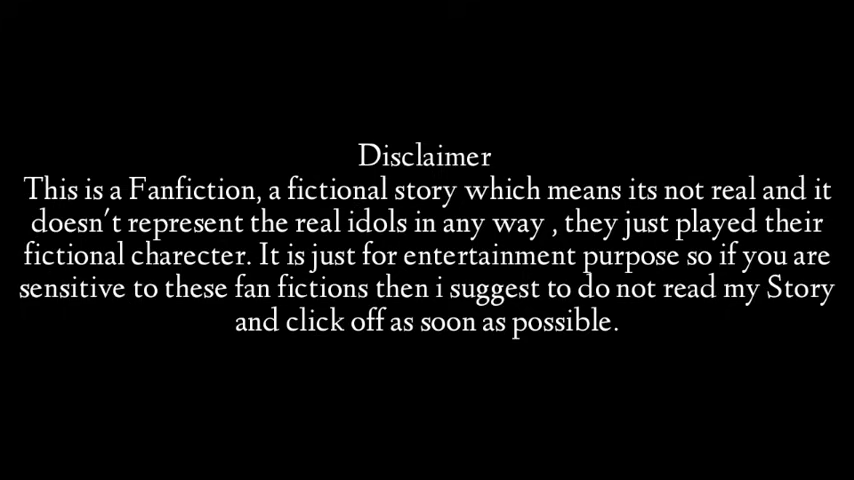 Disclaimer
This is a Fanfiction, a fictional story which means its not real and it
doesn't represent the real idols in any way , they just played their
fictional charecter. It is just for entertainment purpose so if you are
sensitive to these fan fictions then i suggest to do not read my Story
and click off as soon as possible.